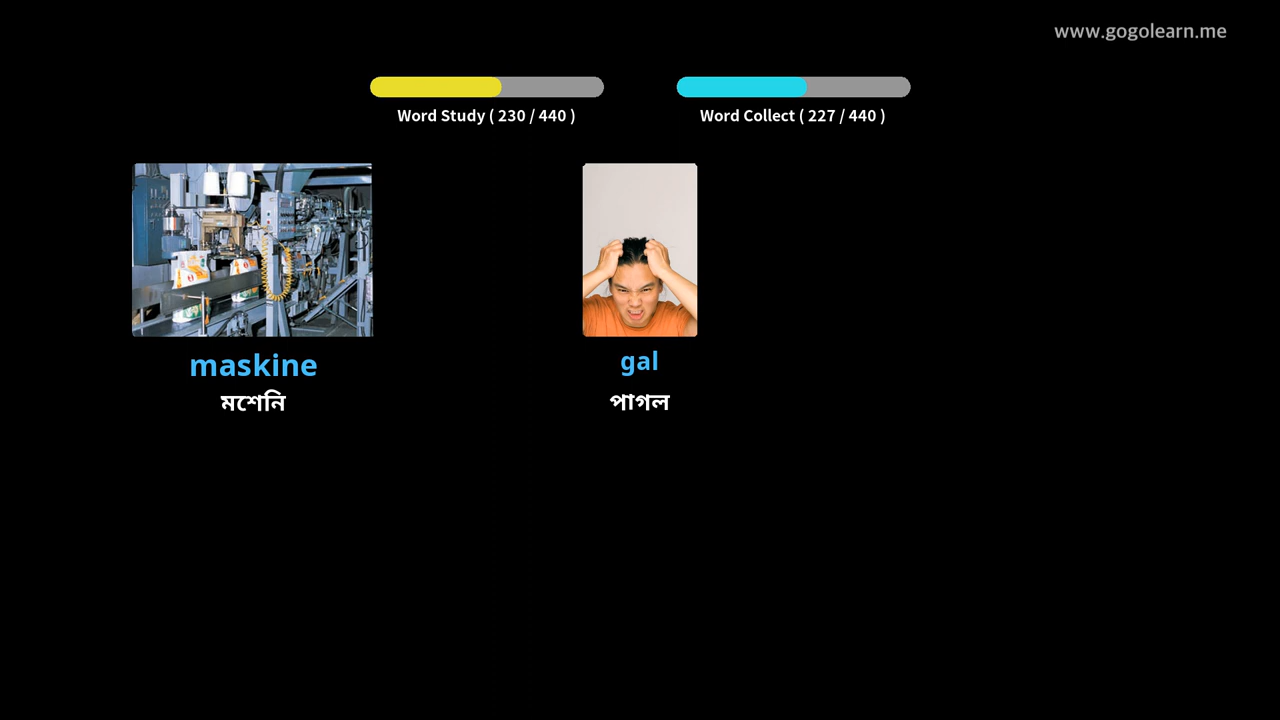 www.gogolearn.me
Word Study ( 230 / 440 )
Word Collect ( 227 / 440 )
maskine
মশেনি
gal
পাগল